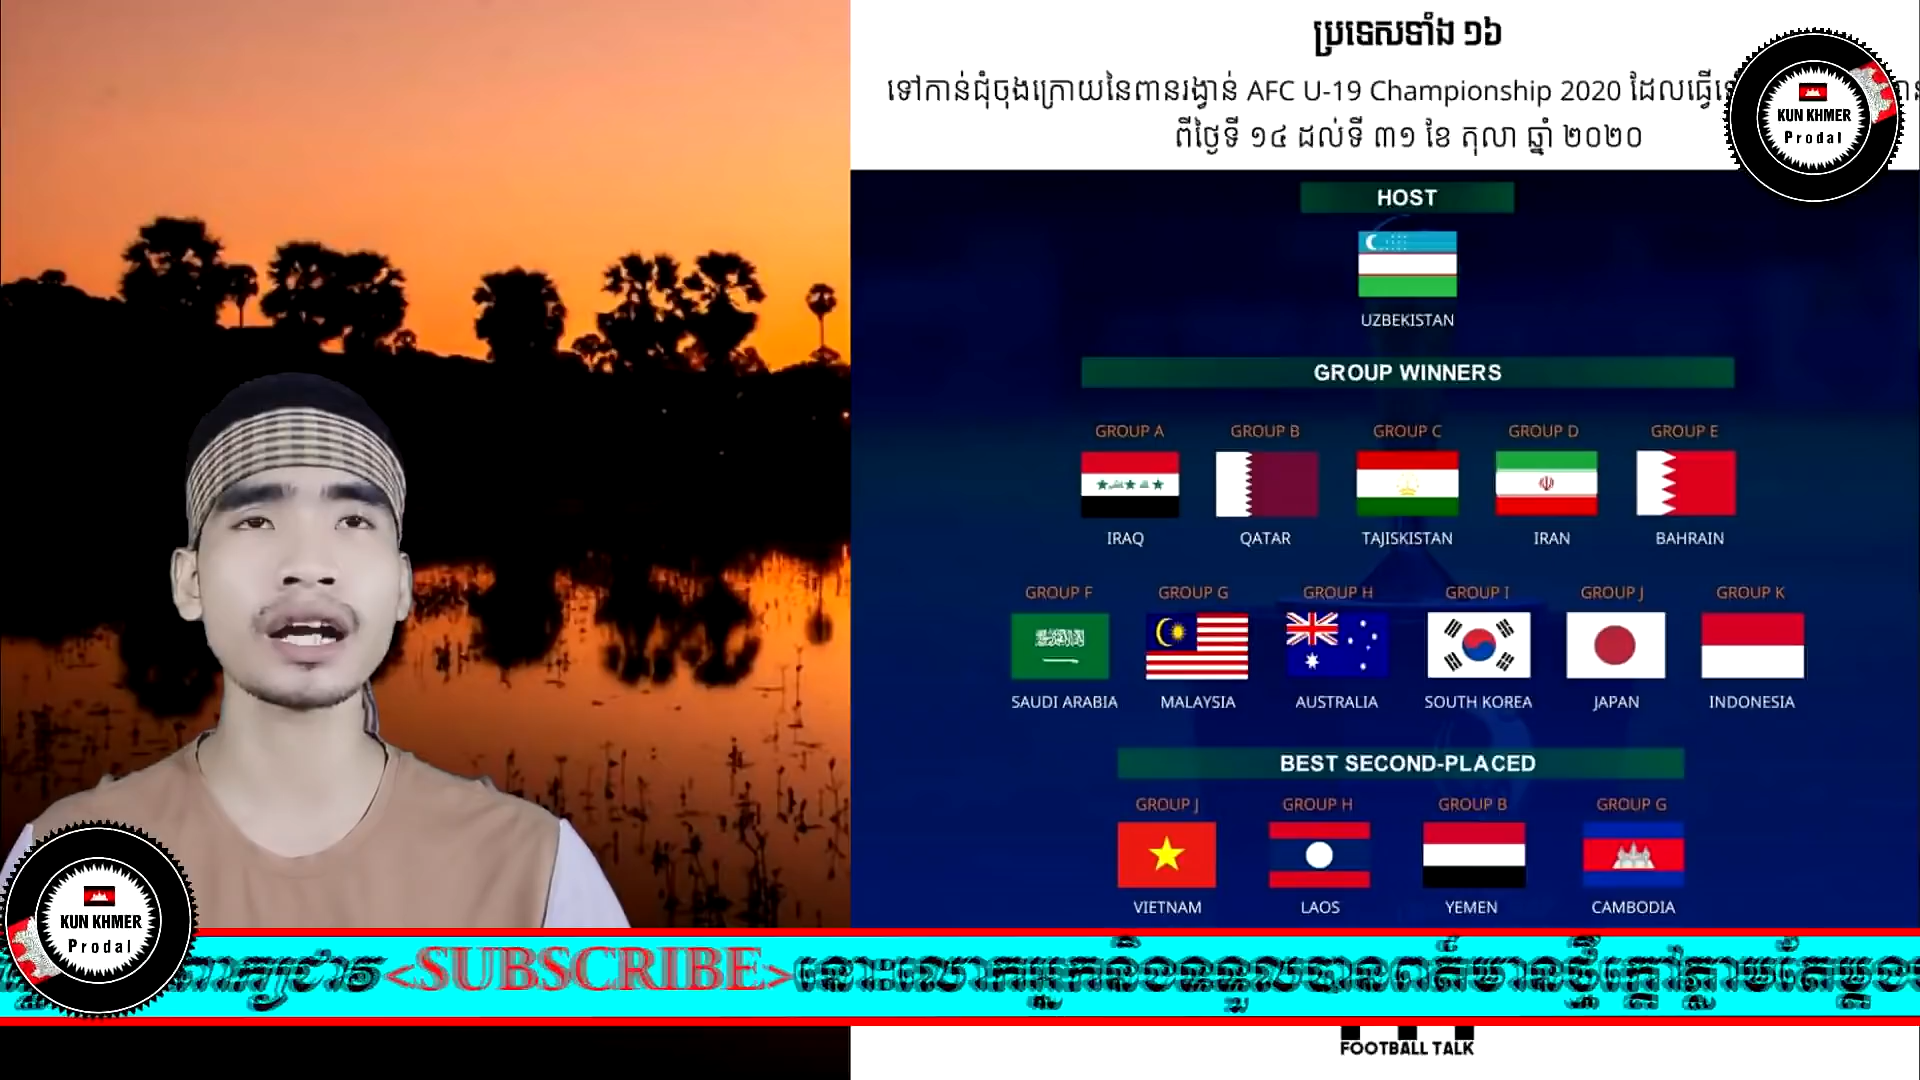 ប្រទេសទាំង ១៦
ទៅកាន់ជុំចុងក្រោយនៃពានរង្វាន់ AFC U-19 Championship 2020 ដែលធ្វើ
ពីថ្ងៃទី ១៤ ដល់ទី ៣១ ខែ តុលា ឆ្នាំ ២០២០
KUN KHMER
Prodal
HOST
UZBEKISTAN
GROUP WINNERS
GROUP A GROUP B GROUP C GROUP D GROUP E
IRAQ QATAR TAJISKISTAN IRAN BAHRAIN
GROUP F GROUP G GROUP H GROUP I GROUP J GROUP K
SAUDI ARABIA MALAYSIA AUSTRALIA SOUTH KOREA JAPAN INDONESIA
BEST SECOND-PLACED
GROUP J GROUP H GROUP B GROUP G
VIETNAM LAOS YEMEN CAMBODIA
KUN KHMER
Prodal
<SUBSCRIBE>
FOOTBALL TALK